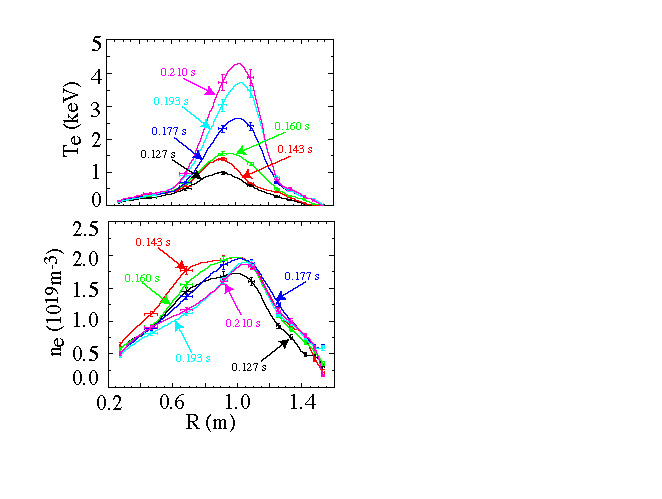 5
4
3
2
1
0
Te (keV)
0.210 s
0.193 s
0.177 s
0.127 s
0.160 s
0.143 s
2.5
2.0
1.5
1.0
0.5
0.0
ne (1019m-3)
0.143 s
0.160 s
0.177 s
0.210 s
0.193 s
0.127 s
0.2 0.6 1.0 1.4
R (m)